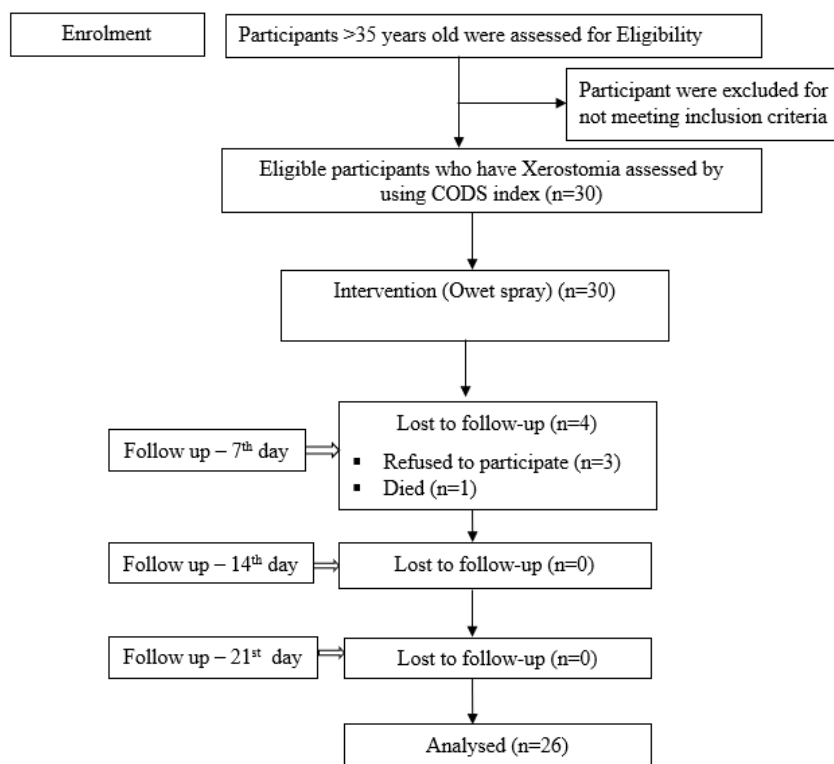 Enrolment
Participants >35 years old were assessed for Eligibility
Participant were excluded for
not meeting inclusion criteria
Eligible participants who have Xerostomia assessed by
using CODS index (n=30)
Intervention (Owet spray) (n=30)
Lost to follow-up (n=4)
Follow up – 7th day
▪ Refused to participate (n=3)
▪ Died (n=1)
Follow up – 14th day
Lost to follow-up (n=0)
Follow up – 21st day
Lost to follow-up (n=0)
Analysed (n=26)